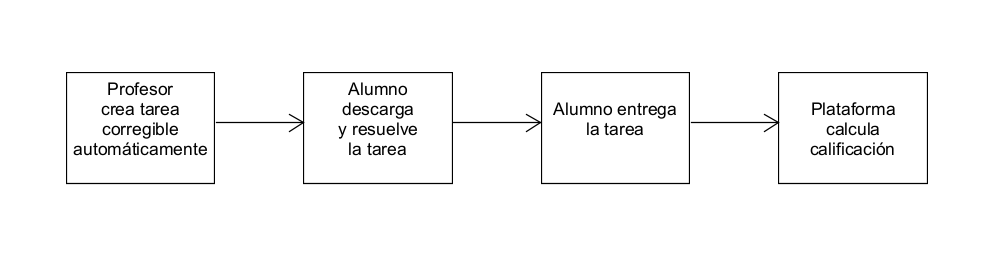 Profesor
crea tarea
corregible
automáticamente
Alumno
descarga
y resuelve
la tarea
Alumno entrega
la tarea
Plataforma
calcula
calificación